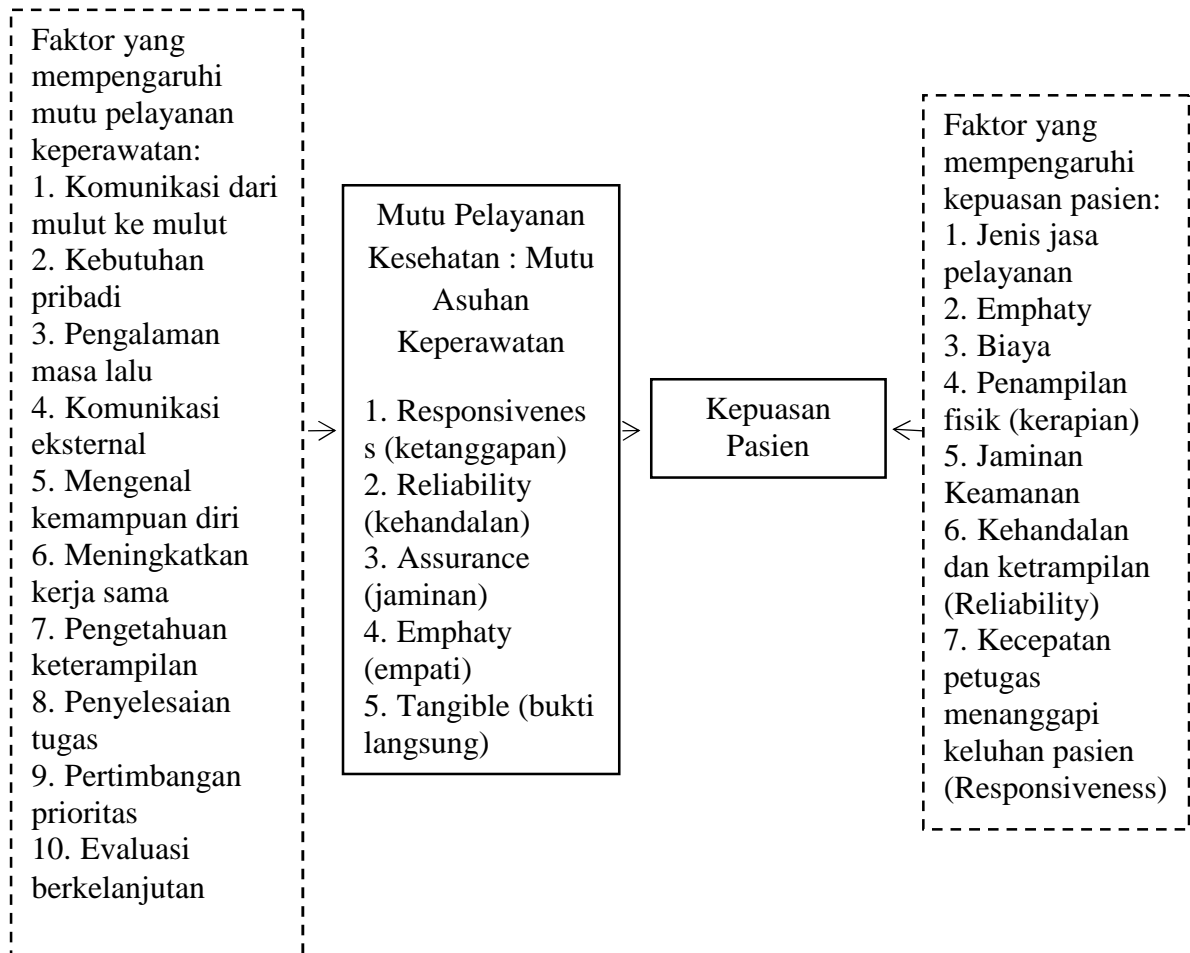 Faktor yang
mempengaruhi
mutu pelayanan
keperawatan:
1. Komunikasi dari
mulut ke mulut
2. Kebutuhan
pribadi
3. Pengalaman
masa lalu
4. Komunikasi
eksternal
5. Mengenal
kemampuan diri
6. Meningkatkan
kerja sama
7. Pengetahuan
keterampilan
8. Penyelesaian
tugas
9. Pertimbangan
prioritas
10. Evaluasi
berkelanjutan
Mutu Pelayanan
Kesehatan : Mutu
Asuhan
Keperawatan
1. Responsivenes
s (ketanggapan)
2. Reliability
(kehandalan)
3. Assurance
(jaminan)
4. Emphaty
(empati)
5. Tangible (bukti
langsung)
Kepuasan
Pasien
Faktor yang
mempengaruhi
kepuasan pasien:
1. Jenis jasa
pelayanan
2. Emphaty
3. Biaya
4. Penampilan
fisik (kerapian)
5. Jaminan
Keamanan
6. Kehandalan
dan ketrampilan
(Reliability)
7. Kecepatan
petugas
menanggapi
keluhan pasien
(Responsiveness)